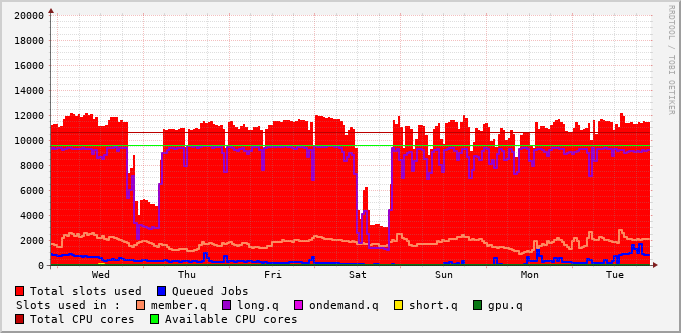 20000
18000
16000
14000
12000
10000
8000
6000
4000
2000
0
Wed Thu Fri Sat Sun Mon Tue
RRDTOOL / TOBI OETIKER
Total slots used Queued Jobs
Slots used in : member.q long.q ondemand.q short.q gpu.q
Total CPU cores Available CPU cores